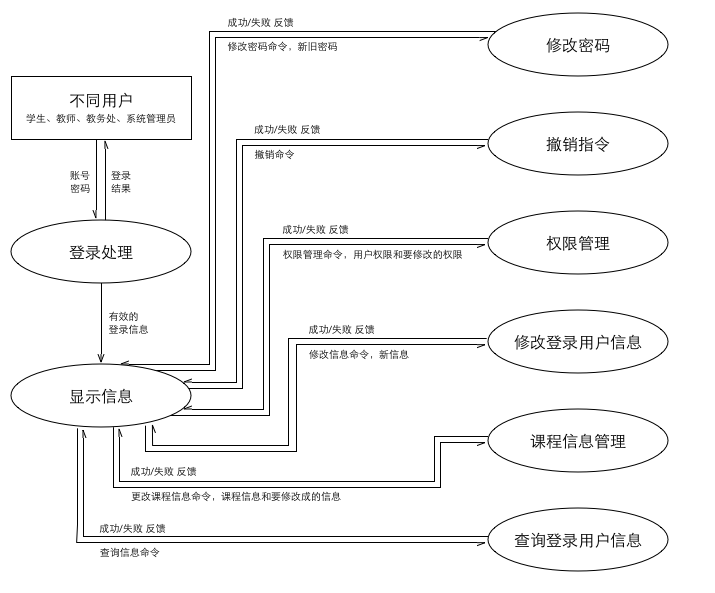 成功/失败 反馈
修改密码命令，新旧密码
修改密码
不同用户
学生、教师、教务处、系统管理员
成功/失败 反馈
撤销命令
撤销指令
账号
密码
登录
结果
登录处理
成功/失败 反馈
权限管理命令，用户权限和要修改的权限
权限管理
有效的
登录信息
成功/失败 反馈
修改信息命令，新信息
修改登录用户信息
显示信息
成功/失败 反馈
更改课程信息命令，课程信息和要修改成的信息
课程信息管理
成功/失败 反馈
查询信息命令
查询登录用户信息